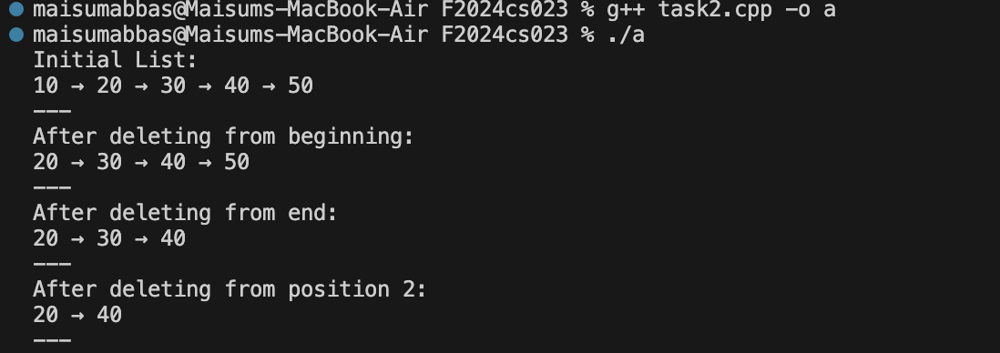 maisumabbas@Maisums-MacBook-Air F2024cs023 % g++ task2.cpp -o a
maisumabbas@Maisums-MacBook-Air F2024cs023 % ./a
Initial List:
10 → 20 → 30 → 40 → 50
---
After deleting from beginning:
20 → 30 → 40 → 50
---
After deleting from end:
20 → 30 → 40
---
After deleting from position 2:
20 → 40
---